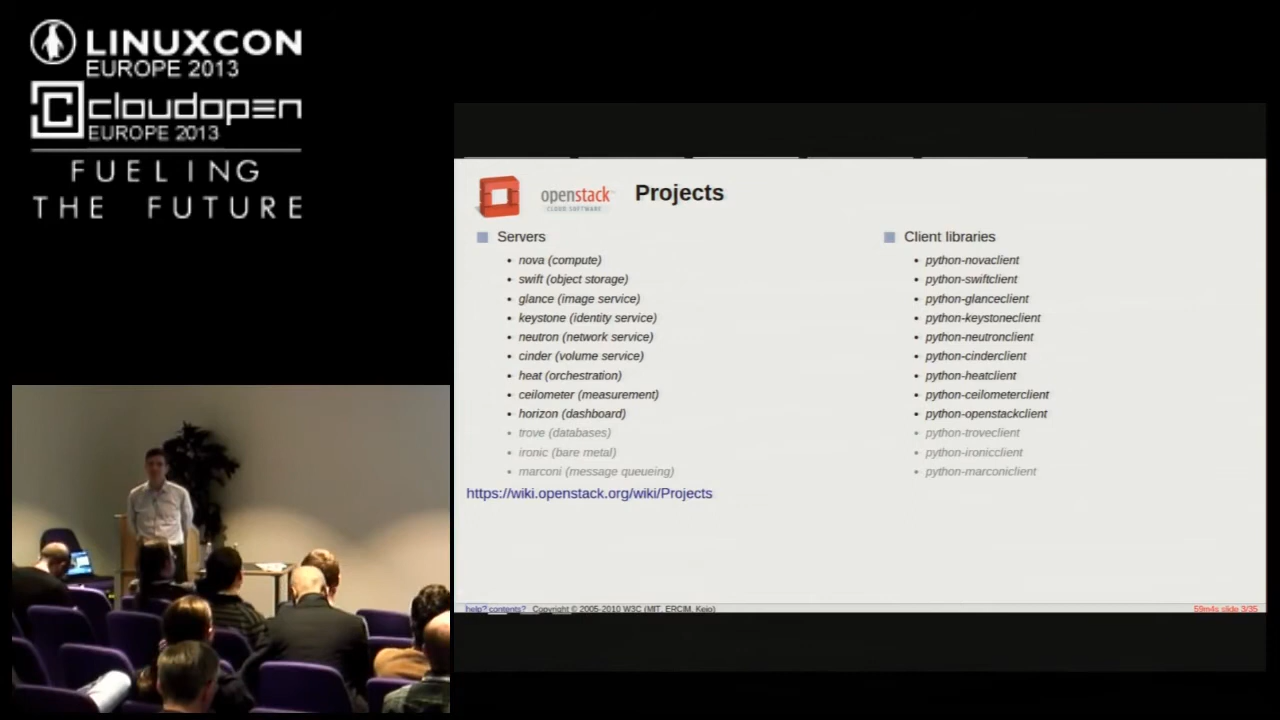 LINUXCON
EUROPE 2013
cloudopen
EUROPE 2013
FUELING
THE FUTURE
openstack
CLOUD SOFTWARE
Projects
Servers
• nova (compute)
• swift (object storage)
• glance (image service)
• keystone (identity service)
• neutron (network service)
• cinder (volume service)
• heat (orchestration)
• ceilometer (measurement)
• horizon (dashboard)
• trove (databases)
• ironic (bare metal)
• marconi (message queueing)
https://wiki.openstack.org/wiki/Projects
Client libraries
• python-novaclient
• python-swiftclient
• python-glanceclient
• python-keystoneclient
• python-neutronclient
• python-cinderclient
• python-heatclient
• python-ceilometerclient
• python-openstackclient
• python-troveclient
• python-ironicclient
• python-marconiclient
help? contents? Copyright © 2005-2010 W3C (MIT, ERCIM, Keio)
59m4s slide 3/35